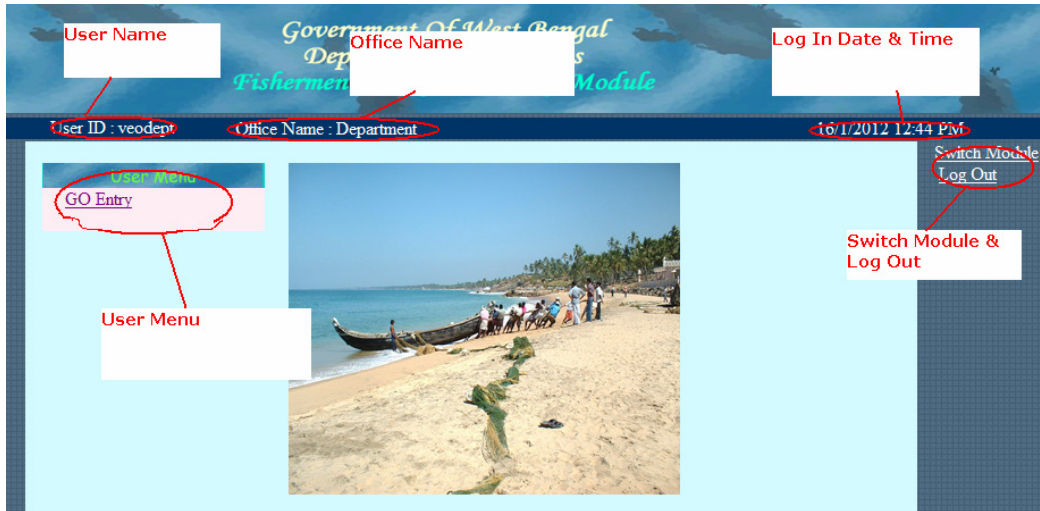 Government Of West Bengal
User Name
Office Name
Log In Date & Time
Dep s
Fishermen Module
User ID : veodept Office Name : Department 16/1/2012 12:44 PM
Switch Module
User Menu Log Out
GO Entry
Switch Module &
Log Out
User Menu